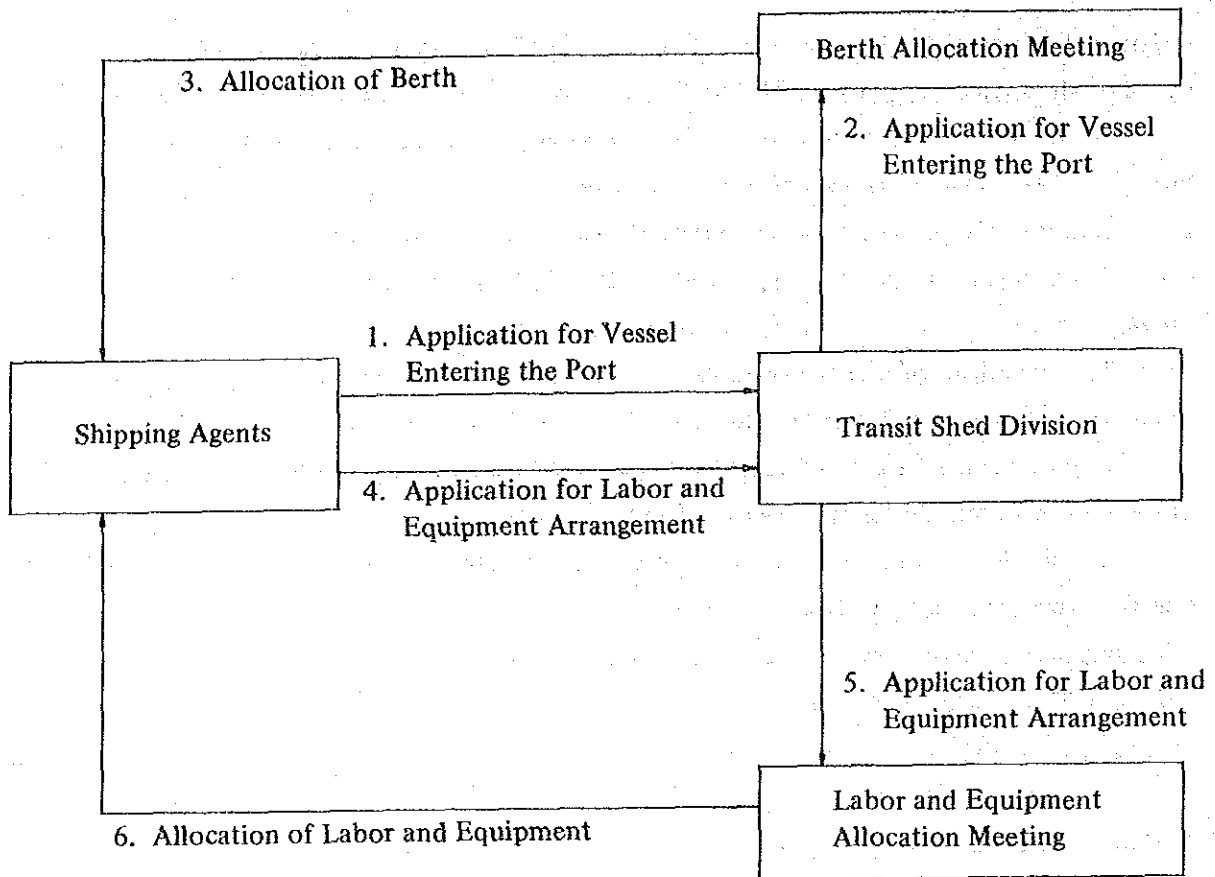 Berth Allocation Meeting
3. Allocation of Berth
2. Application for Vessel
Entering the Port
1. Application for Vessel
Entering the Port
Shipping Agents
Transit Shed Division
4. Application for Labor and
Equipment Arrangement
5. Application for Labor and
Equipment Arrangement
Labor and Equipment
Allocation Meeting
6. Allocation of Labor and Equipment